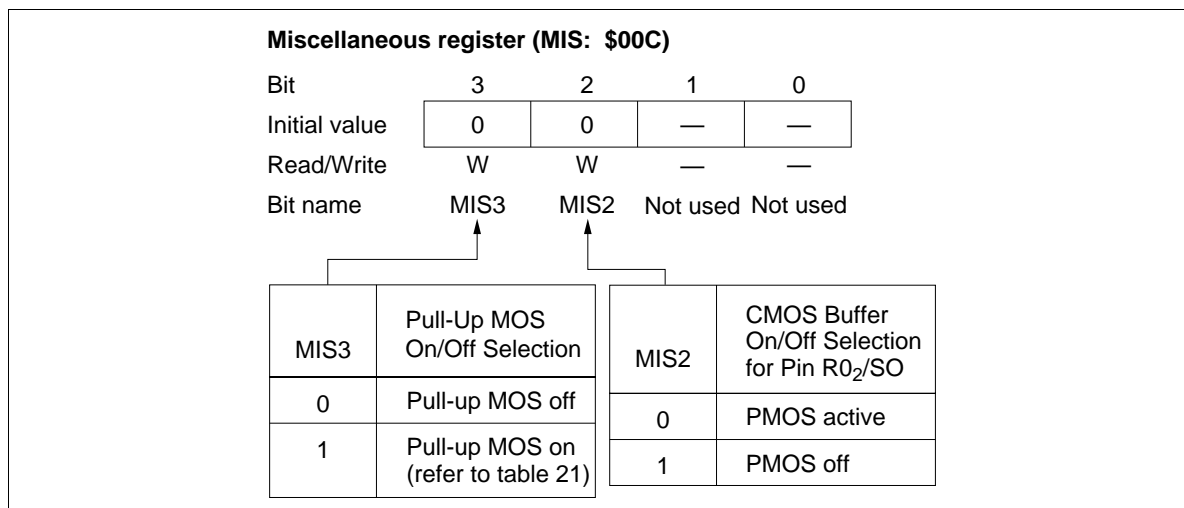 Miscellaneous register (MIS: $00C)
Bit 3 2 1 0
Initial value 0 0 — —
Read/Write W W — —
Bit name MIS3 MIS2 Not used Not used
MIS3
Pull-Up MOS
On/Off Selection
0 Pull-up MOS off
1 Pull-up MOS on
(refer to table 21)
MIS2
CMOS Buffer
On/Off Selection
for Pin R0₂/SO
0 PMOS active
1 PMOS off